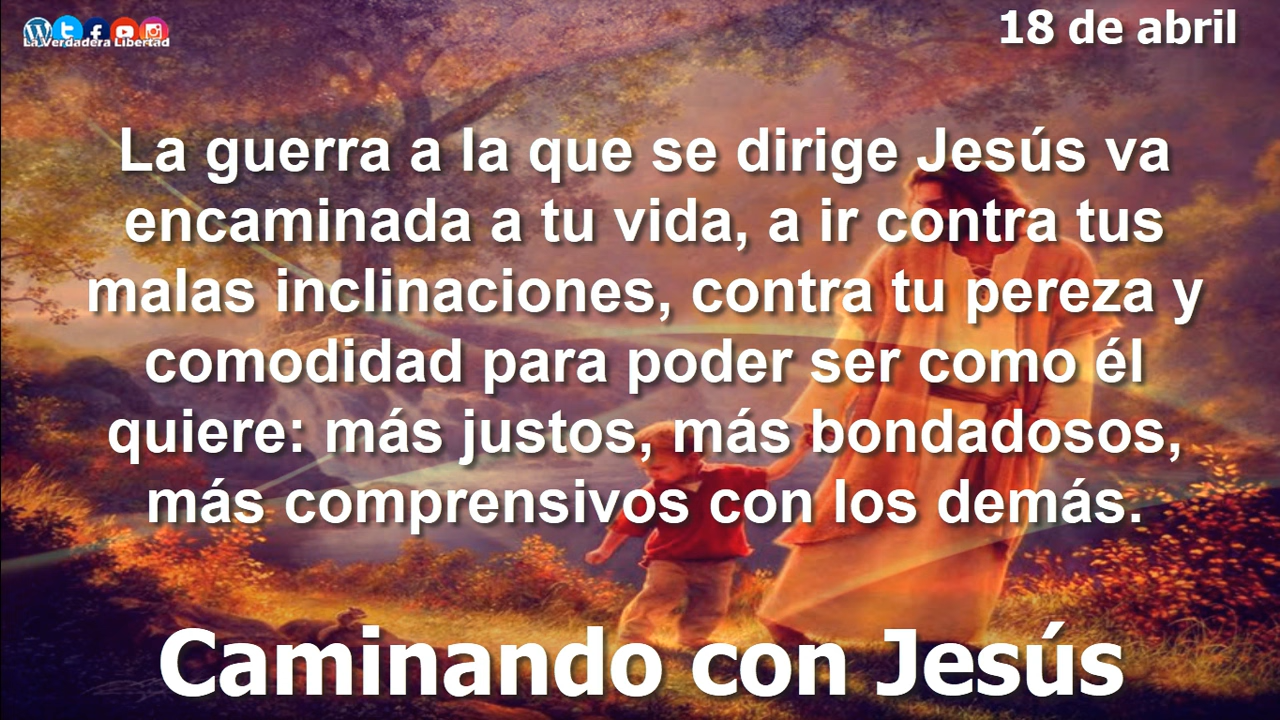 La Verdadera Libertad
18 de abril
La guerra a la que se dirige Jesús va
encaminada a tu vida, a ir contra tus
malas inclinaciones, contra tu pereza y
comodidad para poder ser como él
quiere: más justos, más bondadosos,
más comprensivos con los demás.
Caminando con Jesús